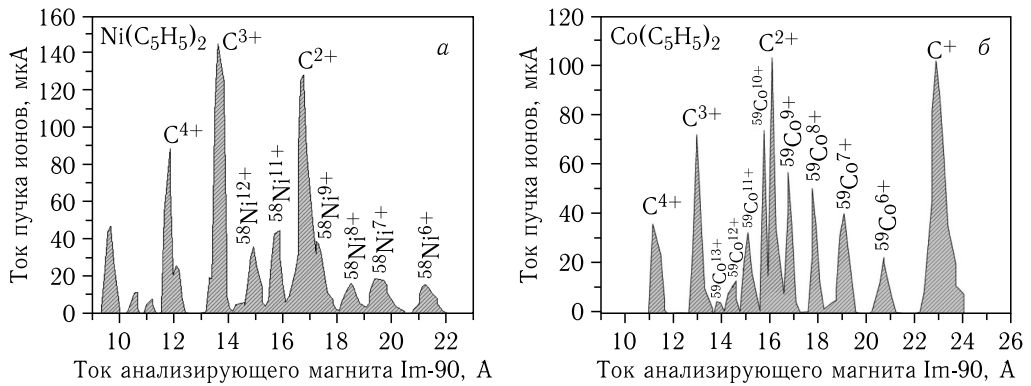 Ni(C5H5)2
а
C4+
C3+
58Ni12+
58Ni11+
C2+
58Ni9+
58Ni8+
58Ni7+
58Ni6+
Ток пучка ионов, мкА
160
140
120
100
80
60
40
20
0
10 12 14 16 18 20 22
Ток анализирующего магнита Im-90, А
Co(C5H5)2
б
C4+
C3+
59Co13+
59Co12+
59Co11+
59Co10+
C2+
59Co9+
59Co8+
59Co7+
59Co6+
C+
Ток пучка ионов, мкА
120
100
80
60
40
20
0
10 12 14 16 18 20 22 24 26
Ток анализирующего магнита Im-90, А